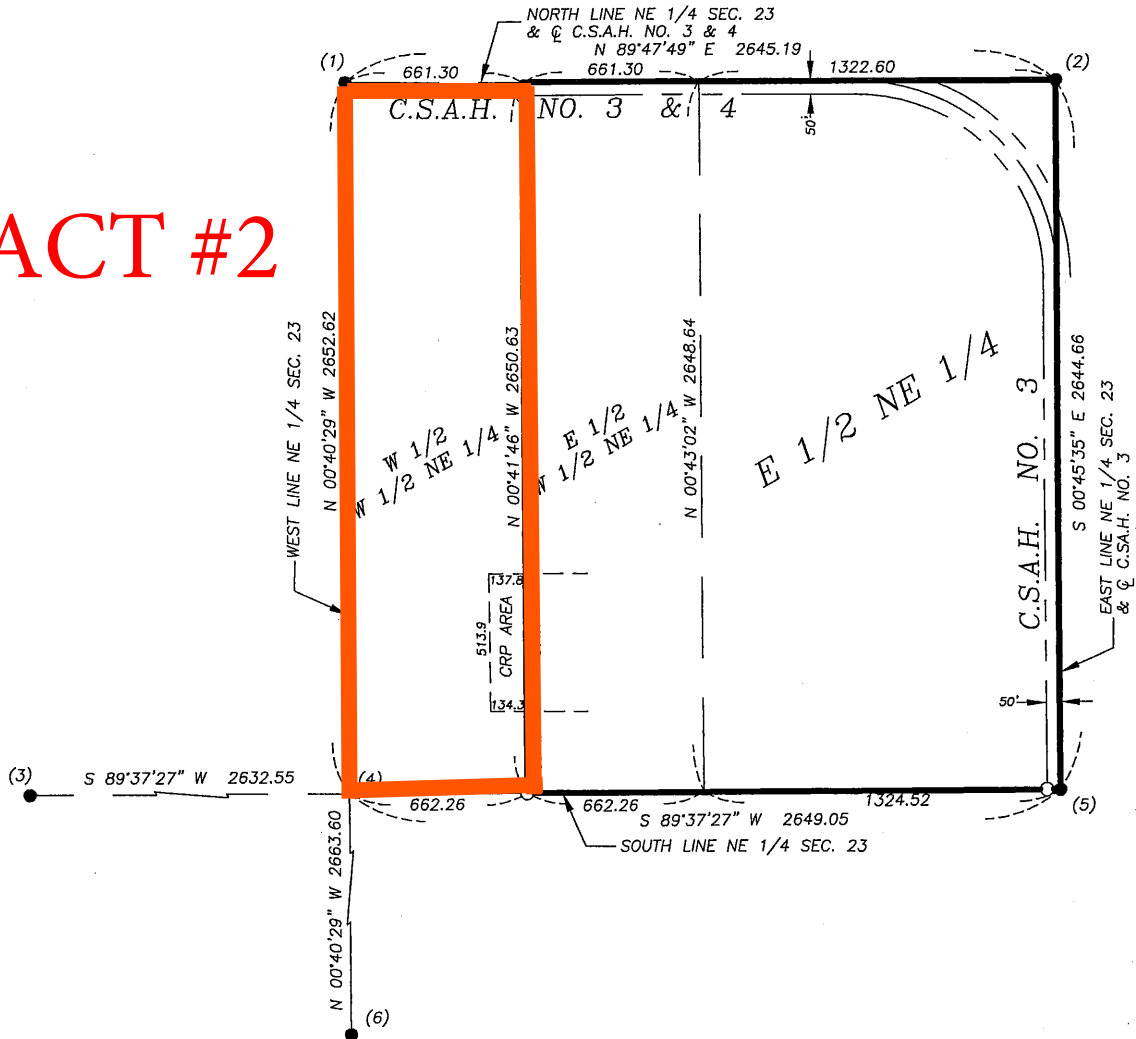 NORTH LINE NE 1/4 SEC. 23
& ℄ C.S.A.H. NO. 3 & 4
N 89°47'49" E 2645.19
(1)
661.30
661.30
1322.60
(2)
C.S.A.H. NO. 3 & 4
50'
ACT #2
WEST LINE NE 1/4 SEC. 23
N 00°40'29" W 2652.62
W 1/2
W 1/2 NE 1/4
N 00°41'46" W 2650.63
E 1/2
W 1/2 NE 1/4
N 00°43'02" W 2648.64
E 1/2 NE 1/4
C.S.A.H. NO. 3
S 00°45'35" E 2644.66
EAST LINE NE 1/4 SEC. 23
& ℄ C.SA.H. NO. 3
137.8
513.9
CRP AREA
134.3
50'
(3)
S 89°37'27" W 2632.55
(4)
662.26
662.26
1324.52
(5)
S 89°37'27" W 2649.05
SOUTH LINE NE 1/4 SEC. 23
N 00°40'29" W 2663.60
(6)